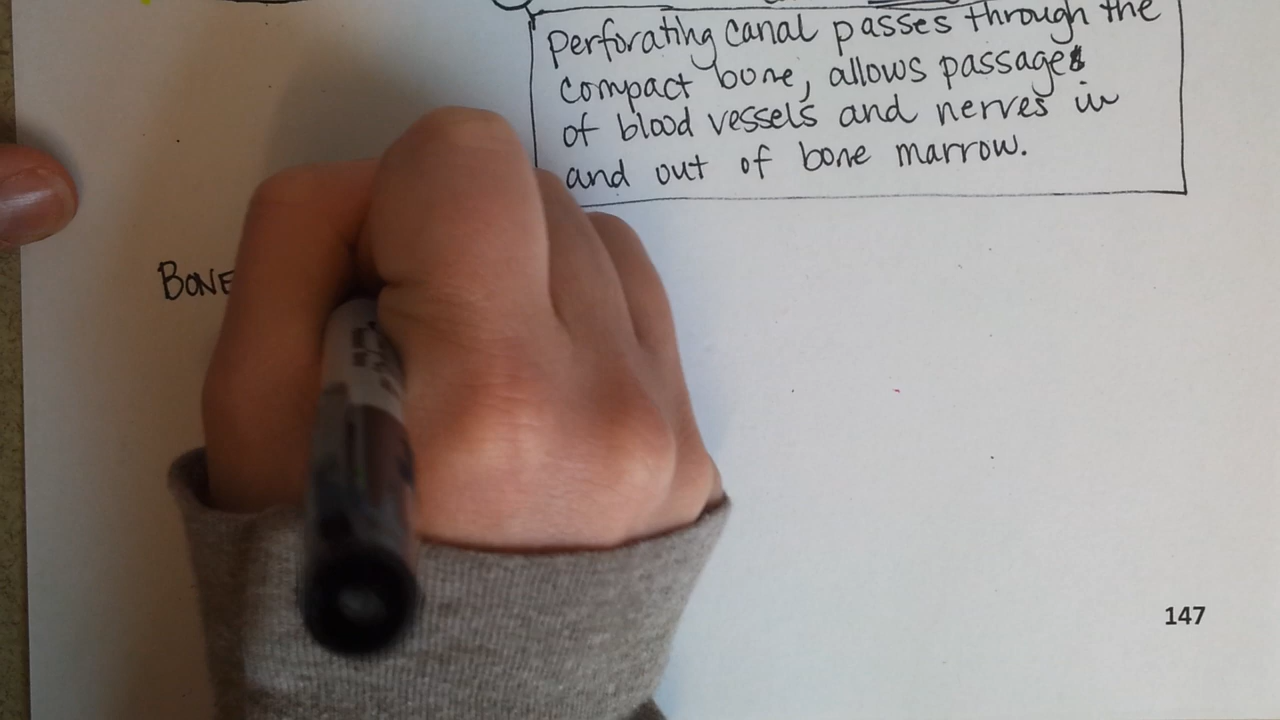 perforating canal passes through the
compact bone, allows passage
of blood vessels and nerves in
and out of bone marrow.
BONE
147